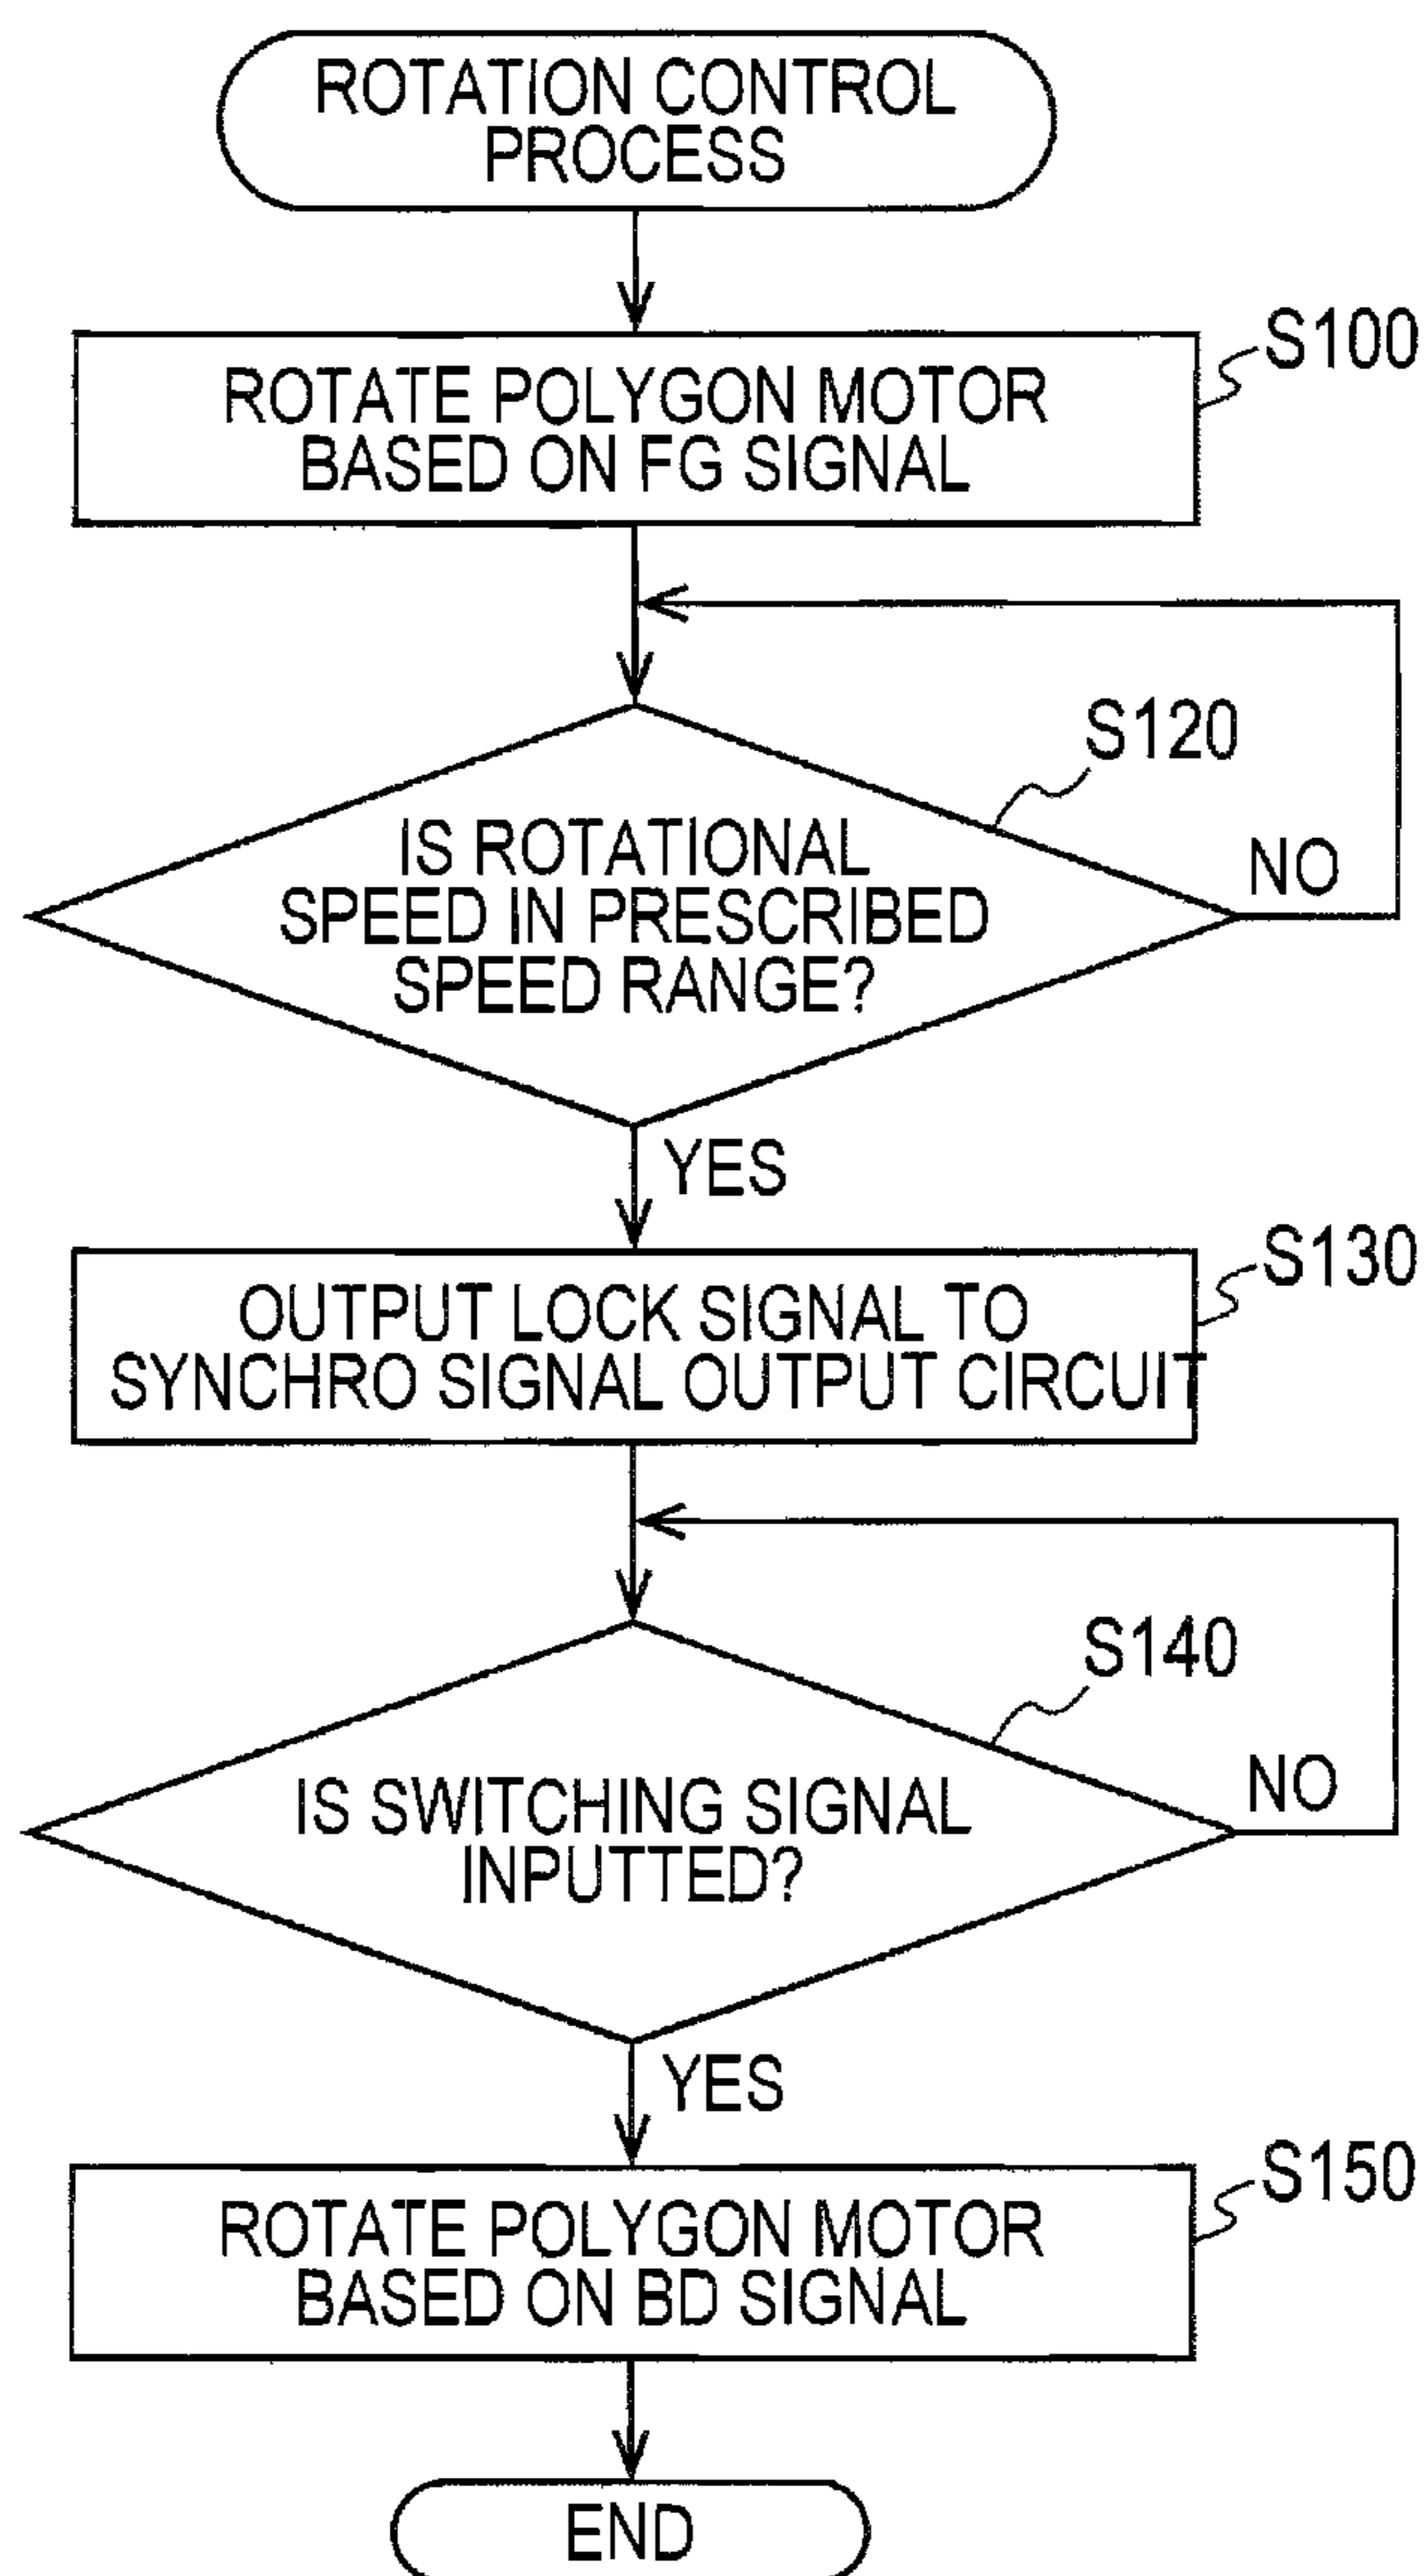 ROTATION CONTROL
PROCESS
S100
ROTATE POLYGON MOTOR
BASED ON FG SIGNAL
S120
IS ROTATIONAL
SPEED IN PRESCRIBED
SPEED RANGE?
NO
YES
S130
OUTPUT LOCK SIGNAL TO
SYNCHRO SIGNAL OUTPUT CIRCUIT
S140
IS SWITCHING SIGNAL
INPUTTED?
NO
YES
S150
ROTATE POLYGON MOTOR
BASED ON BD SIGNAL
END